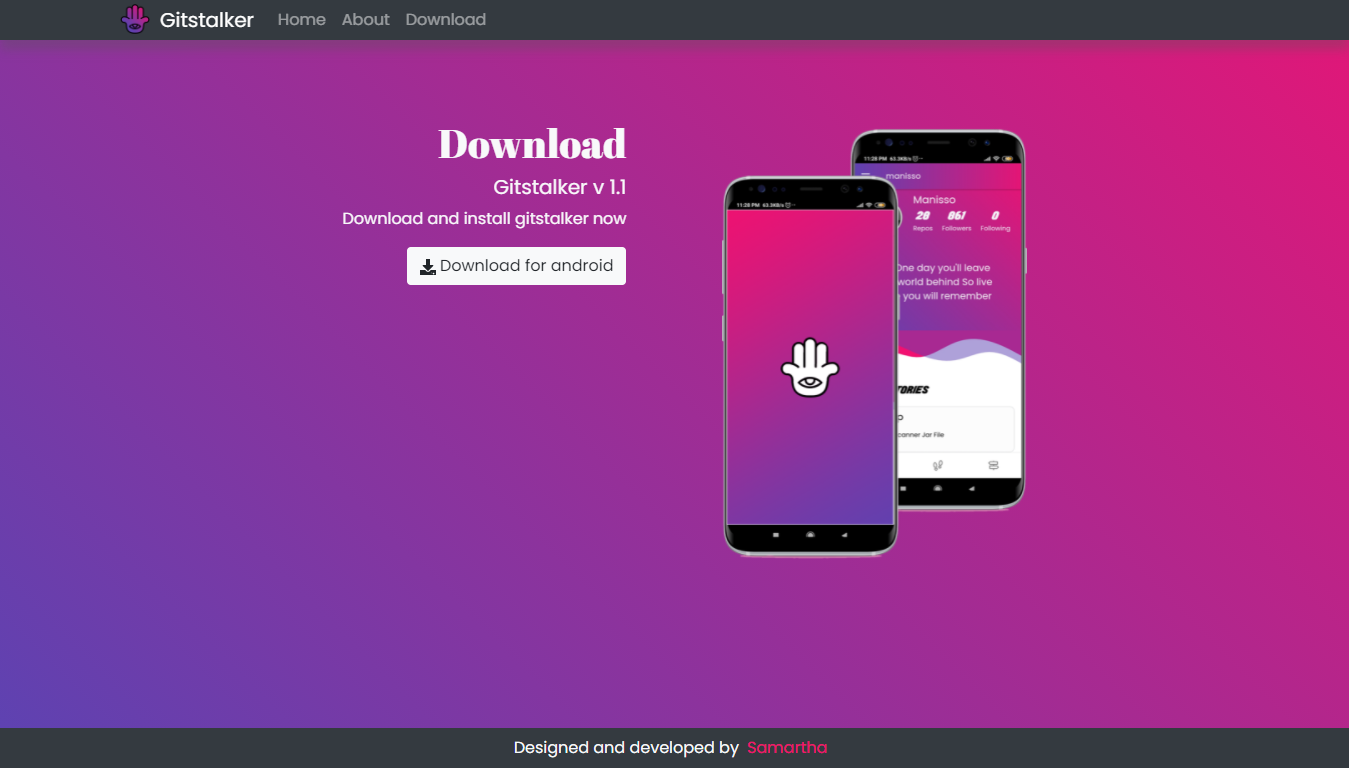 Gitstalker Home About Download
Download
Gitstalker v 1.1
Download and install gitstalker now
Download for android
11:28 PM 63.3KB/s
manisso
Manisso
28 861 0
Repos Followers Following
One day you'll leave
world behind So live
you will remember
TORIES
canner Jar File
11:28 PM 63.3KB/s
Designed and developed by Samartha